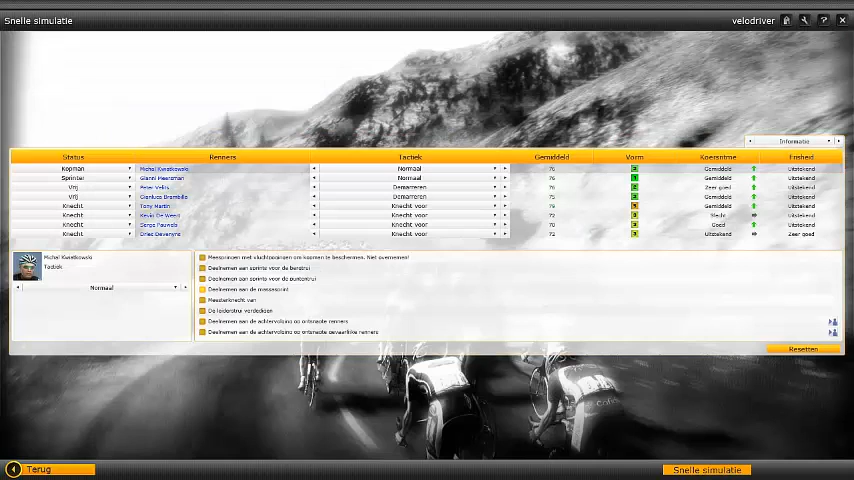 Snelle simulatie velodriver ?
Informatie
Status Renners Tactiek Gemiddeld Vorm Koersritme Frisheid
Kopman Michal Kwiatkowski Normaal 76 Gemiddeld Uitstekend
Sprinter Gianni Meersman Normaal 76 Gemiddeld Uitstekend
Vrij Peter Velits Demarreren 76 Zeer goed Uitstekend
Vrij Gianluca Brambilla Demarreren 75 Gemiddeld Uitstekend
Knecht Tony Martin Knecht voor 79 Gemiddeld Uitstekend
Knecht Kevin De Weert Knecht voor 72 Slecht Uitstekend
Knecht Serge Pauwels Knecht voor 70 Goed Uitstekend
Knecht Dries Devenyns Knecht voor 72 Uitstekend Zeer goed
Michal Kwiatkowski
Tactiek
Normaal
Meespringen met vluchtpogingen om kopmen te beschermen. Niet overnemen!
Deelnemen aan sprints voor de bergtrui
Deelnemen aan sprints voor de puntentrui
Deelnemen aan de massasprint
Meesterknecht van
De leiderstrui verdedigen
Deelnemen aan de achtervolging op ontsnapte renners
Deelnemen aan de achtervolging op ontsnapte gevaarlijke renners
Resetten
Terug Snelle simulatie